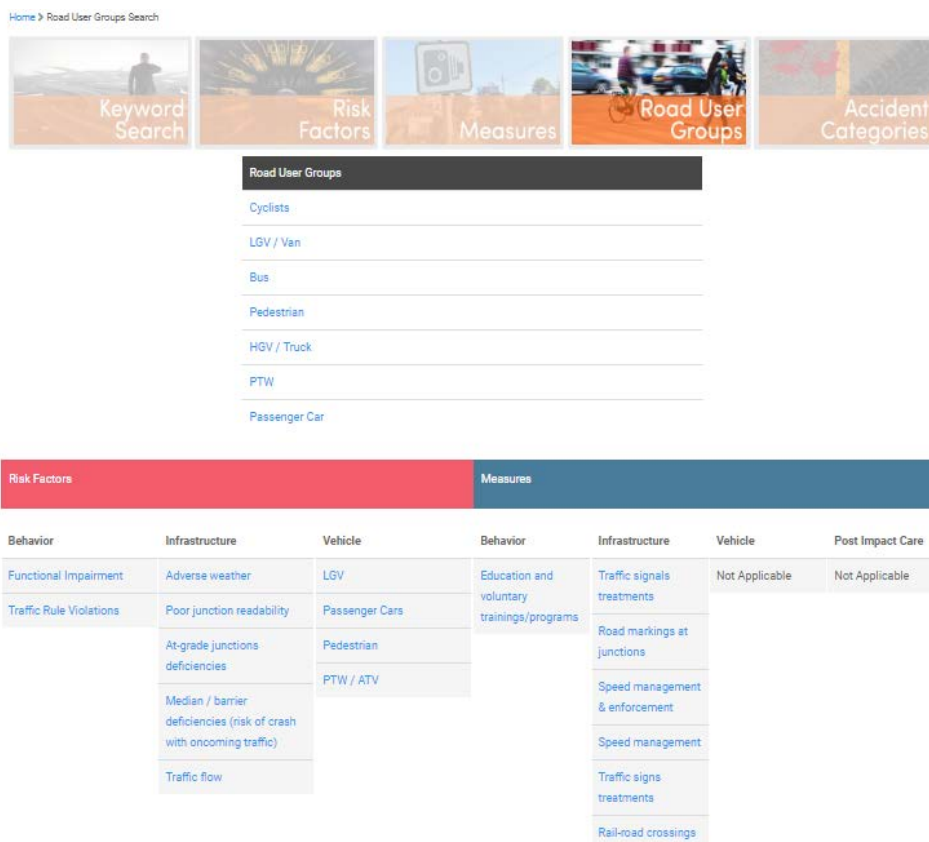 Home > Road User Groups Search
Keyword
Search
Risk
Factors
Measures
Road User
Groups
Accident
Categories
Road User Groups
Cyclists
LGV / Van
Bus
Pedestrian
HGV / Truck
PTW
Passenger Car
Risk Factors
Measures
Behavior
Infrastructure
Vehicle
Behavior
Infrastructure
Vehicle
Post Impact Care
Functional Impairment
Traffic Rule Violations
Adverse weather
Poor junction readability
At-grade junctions
deficiencies
Median / barrier
deficiencies (risk of crash
with oncoming traffic)
Traffic flow
LGV
Passenger Cars
Pedestrian
PTW / ATV
Education and
voluntary
trainings/programs
Traffic signals
treatments
Road markings at
junctions
Speed management
& enforcement
Speed management
Traffic signs
treatments
Rail-road crossings
Not Applicable
Not Applicable